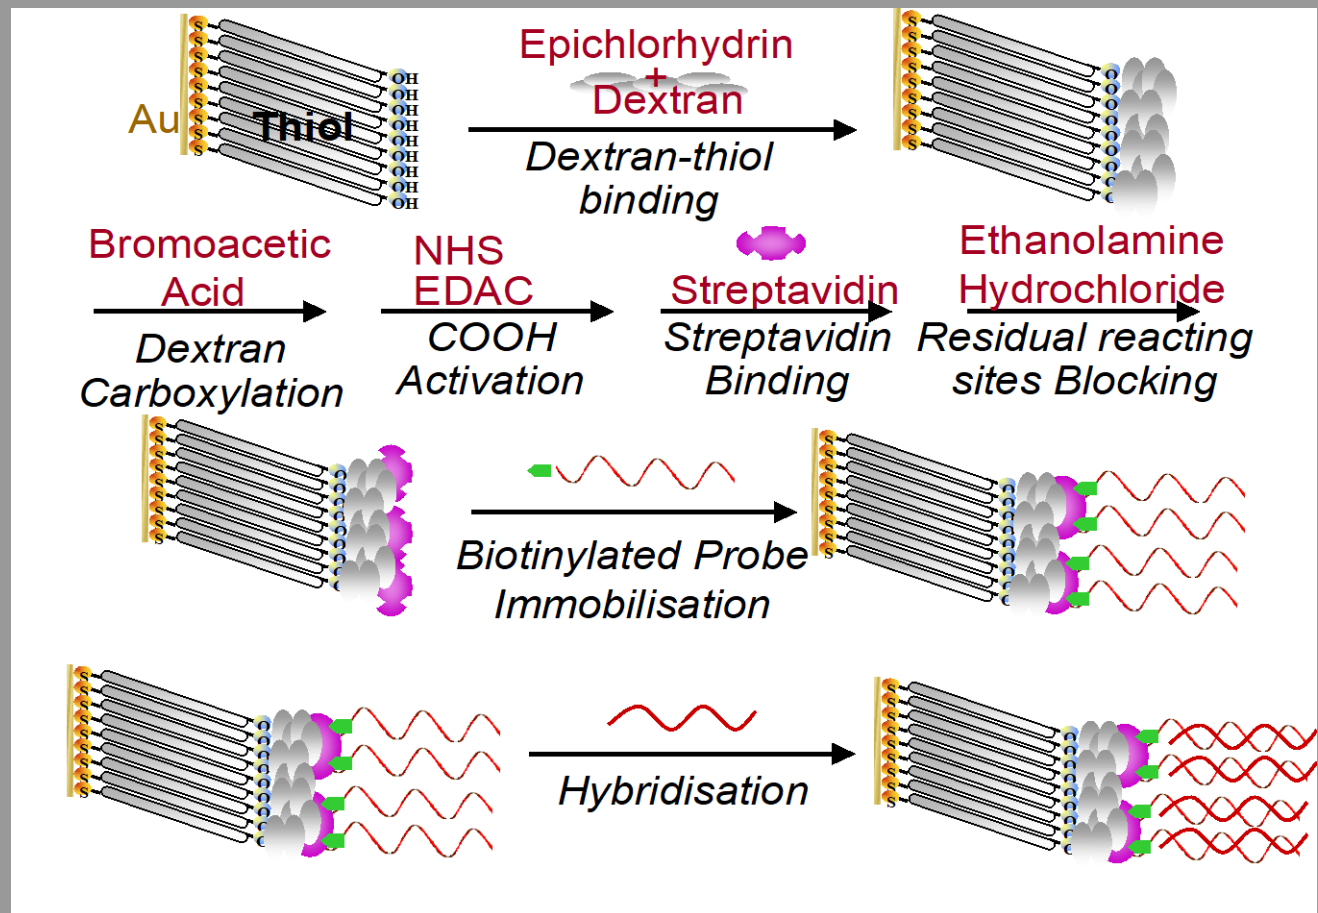 Epichlorhydrin
+
Dextran
Au
Thiol
S
S
S
S
S
S
S
S
S
OH
OH
OH
OH
OH
OH
OH
OH
OH
Dextran-thiol
binding
S
S
S
S
S
S
S
S
S
O
O
O
O
O
O
O
Bromoacetic
Acid
Dextran
Carboxylation
NHS
EDAC
COOH
Activation
Streptavidin
Streptavidin
Binding
Ethanolamine
Hydrochloride
Residual reacting
sites Blocking
Biotinylated Probe
Immobilisation
Hybridisation